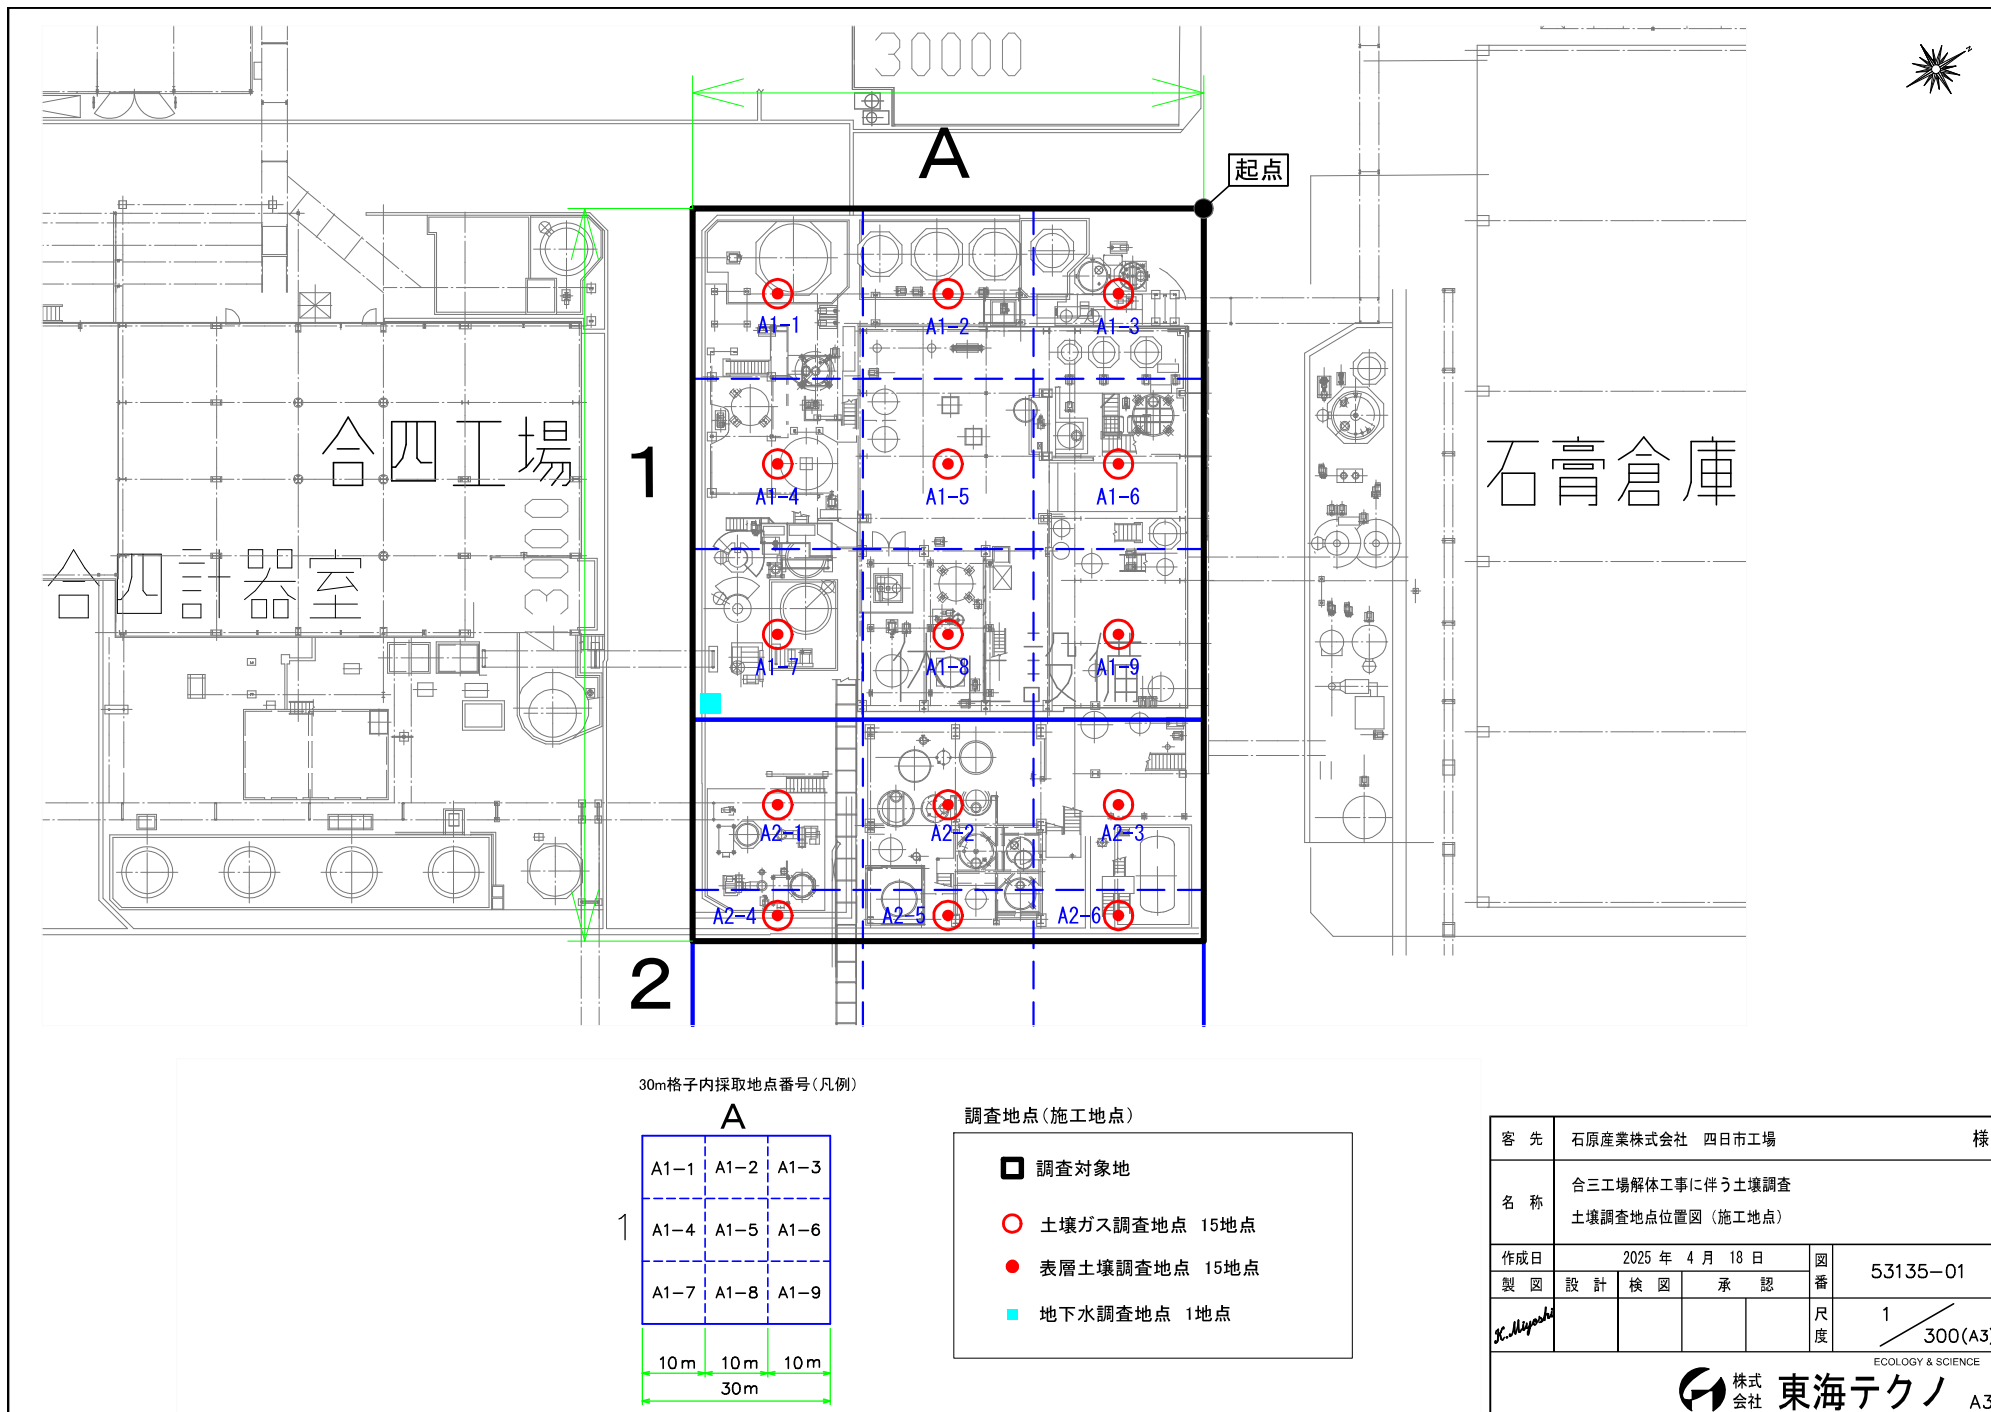 30000
N
A
起点
A1-1
A1-2
A1-3
合四工場
1
石膏倉庫
A1-4
A1-5
A1-6
合四計器室
A1-7
A1-8
A1-9
A2-1
A2-2
A2-3
A2-4
A2-5
A2-6
2
30m格子内採取地点番号(凡例)
A
A1-1
A1-2
A1-3
1
A1-4
A1-5
A1-6
A1-7
A1-8
A1-9
10m
10m
10m
30m
調査地点(施工地点)
調査対象地
土壌ガス調査地点 15地点
表層土壌調査地点 15地点
地下水調査地点 1地点
客先 石原産業株式会社 四日市工場 様
名称 合三工場解体工事に伴う土壌調査
土壌調査地点位置図(施工地点)
作成日 2025年 4月 18日
図番 53135-01
製図 設計 検図 承認
K.Miyoshi
尺度 1/300(A3)
ECOLOGY & SCIENCE
株式会社 東海テクノ
A3